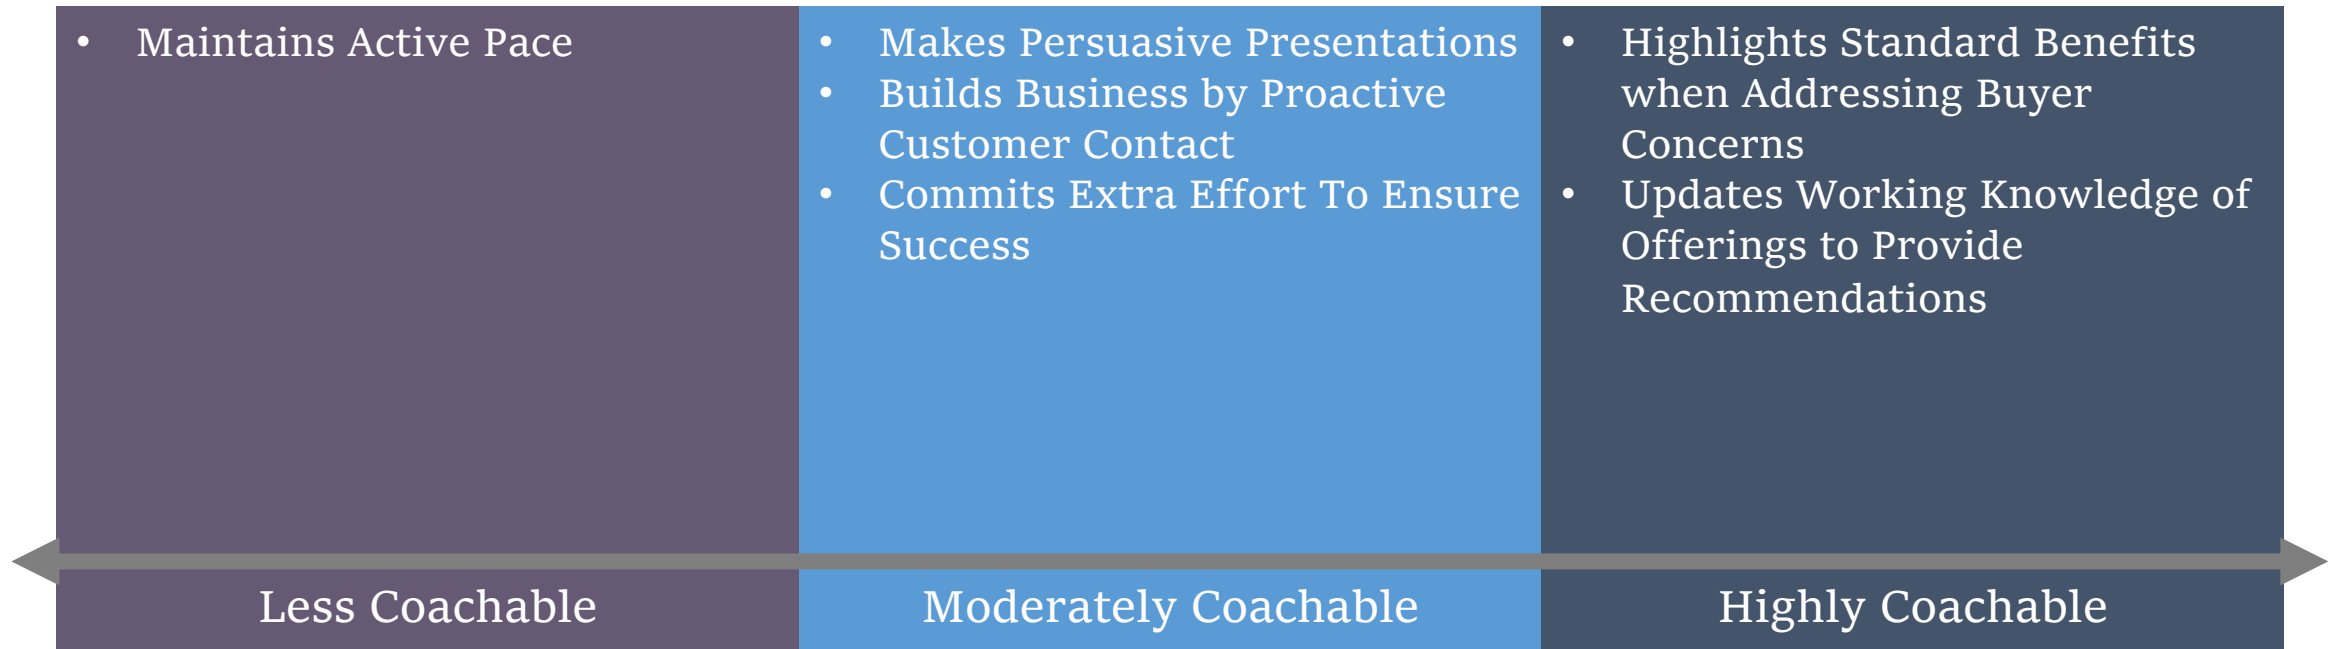 • Maintains Active Pace
• Makes Persuasive Presentations
• Builds Business by Proactive
Customer Contact
• Commits Extra Effort To Ensure
Success
• Highlights Standard Benefits
when Addressing Buyer
Concerns
• Updates Working Knowledge of
Offerings to Provide
Recommendations
Less Coachable
Moderately Coachable
Highly Coachable